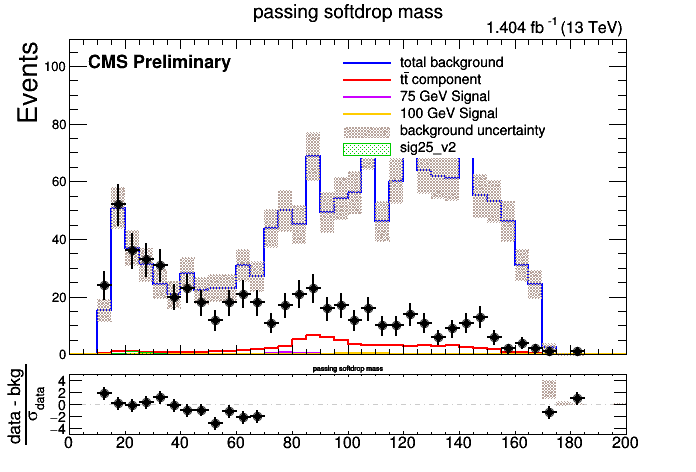 passing softdrop mass
1.404 fb⁻¹ (13 TeV)
CMS Preliminary
Events
total background
tt̄ component
75 GeV Signal
100 GeV Signal
background uncertainty
sig25_v2
100
80
60
40
20
0
passing softdrop mass
data - bkg
σ data
4
2
0
−2
−4
0 20 40 60 80 100 120 140 160 180 200